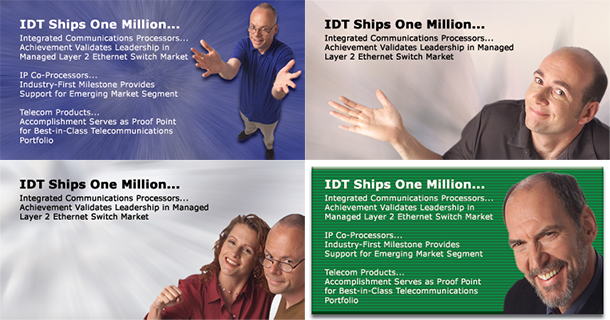 IDT Ships One Million...
Integrated Communications Processors...
Achievement Validates Leadership in
Managed Layer 2 Ethernet Switch Market
IP Co-Processors...
Industry-First Milestone Provides
Support for Emerging Market Segment
Telecom Products...
Accomplishment Serves as Proof Point
for Best-in-Class Telecommunications
Portfolio
IDT Ships One Million...
Integrated Communications Processors...
Achievement Validates Leadership in Managed
Layer 2 Ethernet Switch Market
IDT Ships One Million...
Integrated Communications Processors...
Achievement Validates Leadership in Managed
Layer 2 Ethernet Switch Market
IDT Ships One Million...
Integrated Communications Processors...
Achievement Validates Leadership in
Managed Layer 2 Ethernet Switch Market
IP Co-Processors...
Industry-First Milestone Provides
Support for Emerging Market Segment
Telecom Products...
Accomplishment Serves as Proof Point
for Best-in-Class Telecommunications
Portfolio